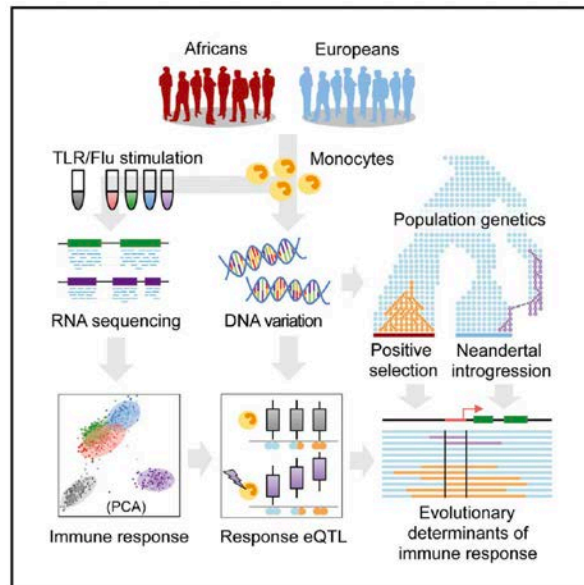 Africans
Europeans
TLR/Flu stimulation
Monocytes
Population genetics
RNA sequencing
DNA variation
Positive
selection
Neandertal
introgression
(PCA)
Immune response
Response eQTL
Evolutionary
determinants of
immune response